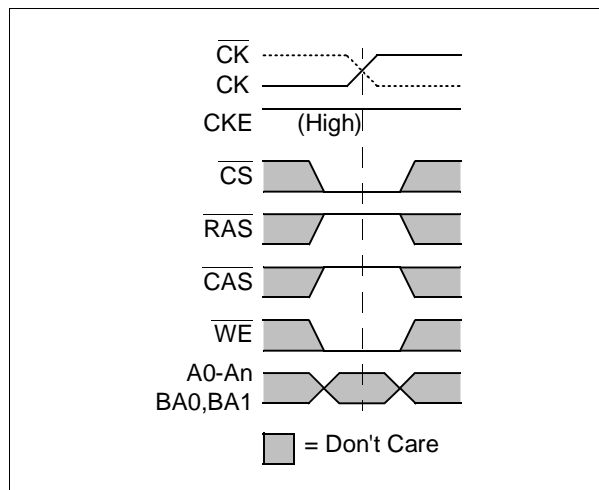 CK
CK
CKE (High)
CS
RAS
CAS
WE
A0-An
BA0,BA1
= Don't Care